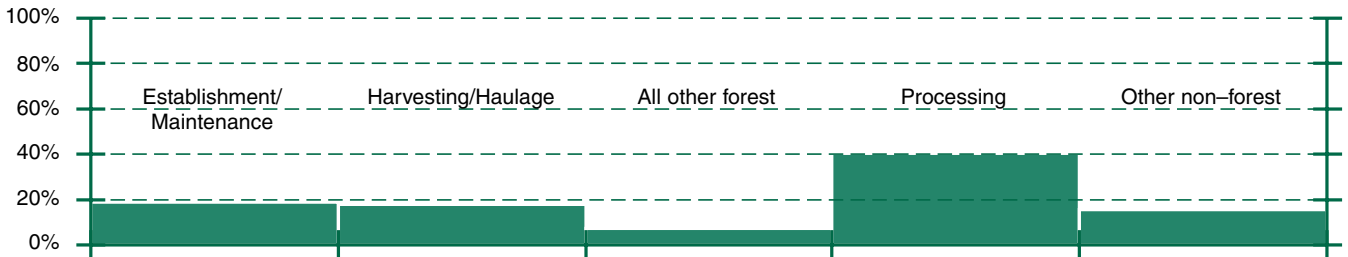 100%
80%
60%
40%
20%
0%
Establishment/
Maintenance
Harvesting/Haulage
All other forest
Processing
Other non–forest